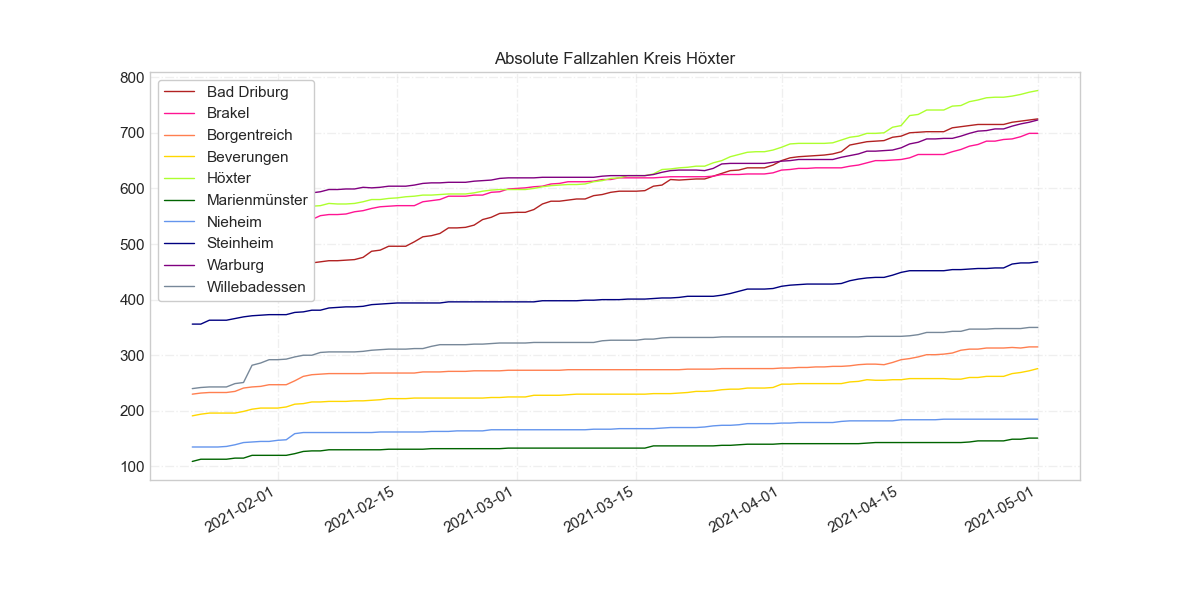 Absolute Fallzahlen Kreis Höxter
800
700
600
500
400
300
200
100
Bad Driburg
Brakel
Borgentreich
Beverungen
Höxter
Marienmünster
Nieheim
Steinheim
Warburg
Willebadessen
2021-02-01
2021-02-15
2021-03-01
2021-03-15
2021-04-01
2021-04-15
2021-05-01